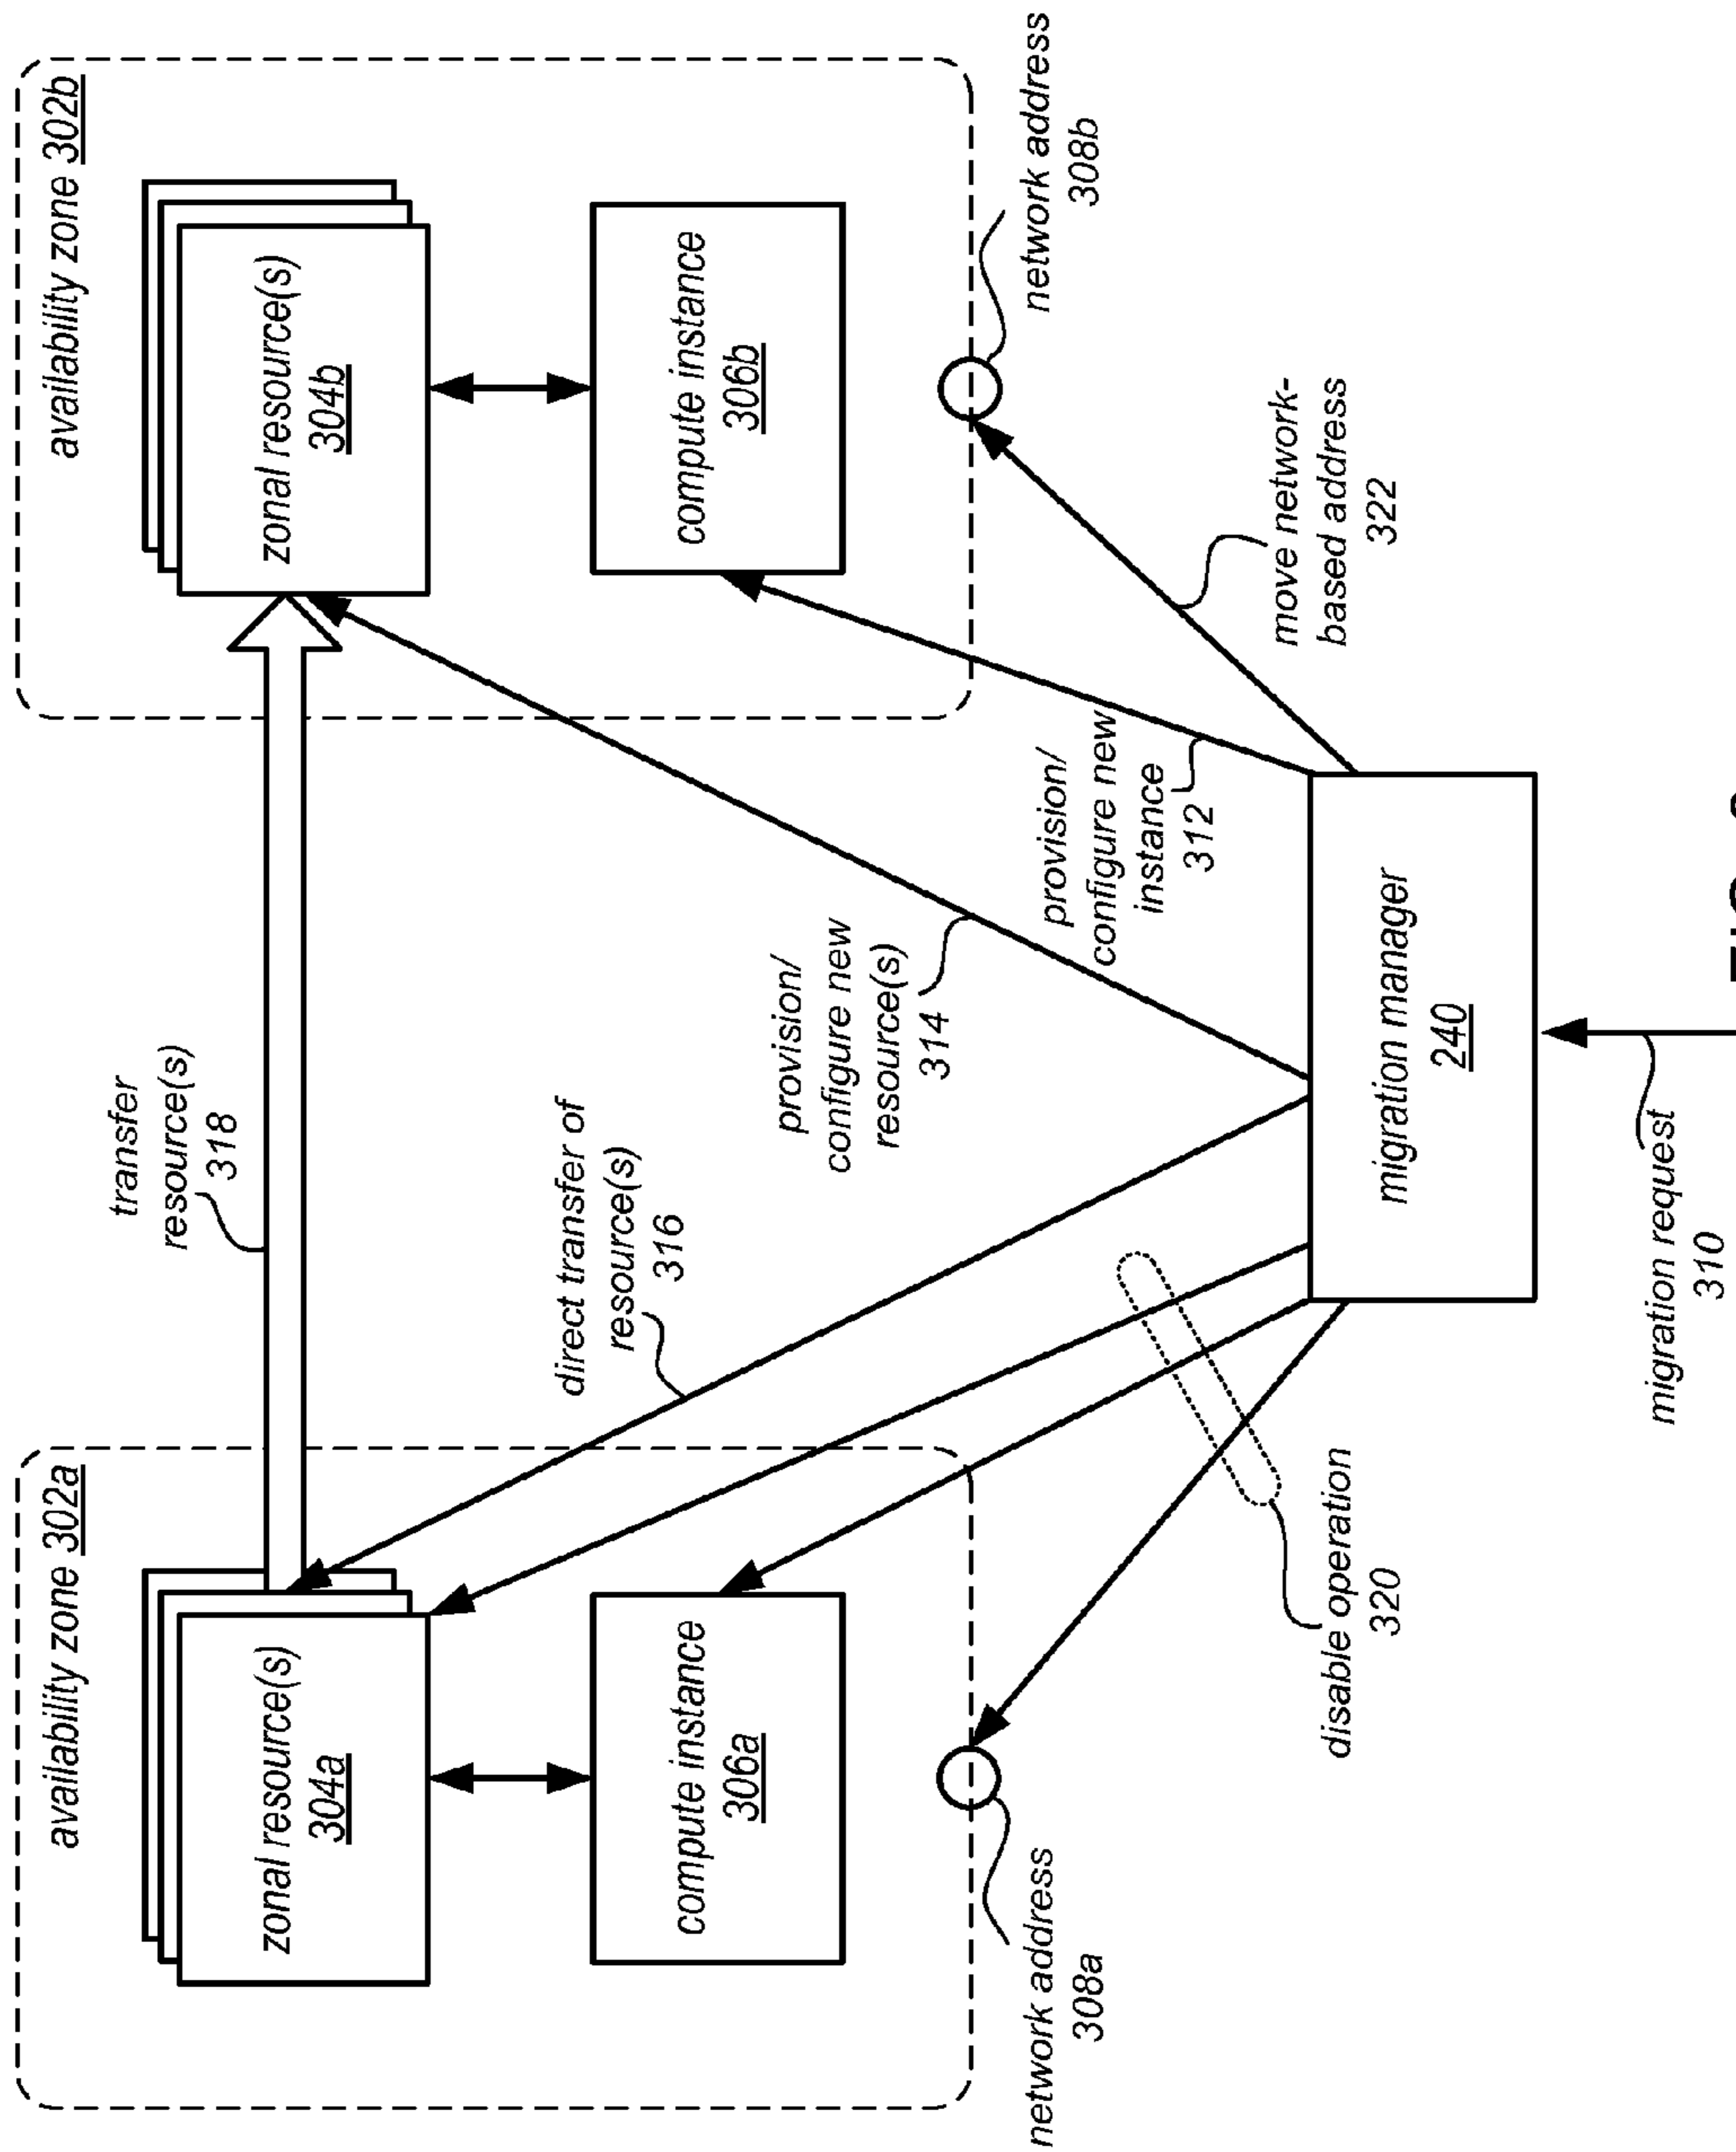 availability zone 302a
zonal resource(s)
304a
compute instance
306a
network address
308a
transfer
resource(s)
318
availability zone 302b
zonal resource(s)
304b
compute instance
306b
network address
308b
direct transfer of
resource(s)
316
provision/
configure new
resource(s)
314
provision/
configure new
instance
312
move network-
based address
322
disable operation
320
migration manager
240
migration request
310